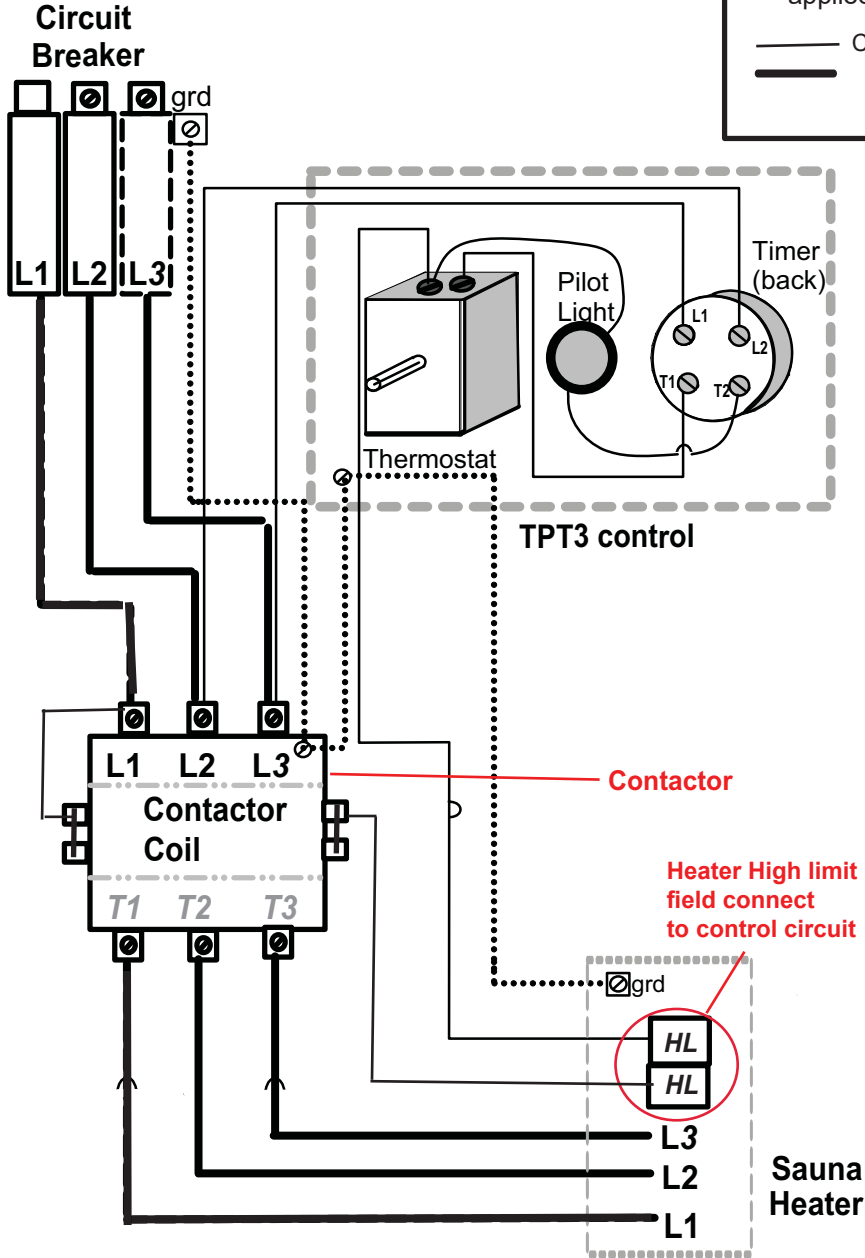 applied
C
Circuit
Breaker
grd
L1 L2 L3
Timer
(back)
Pilot
Light
L1
L2
T1
T2
Thermostat
TPT3 control
L1 L2 L3
Contactor
Contactor
Coil
T1 T2 T3
Heater High limit
field connect
to control circuit
grd
HL
HL
L3
L2
L1
Sauna
Heater